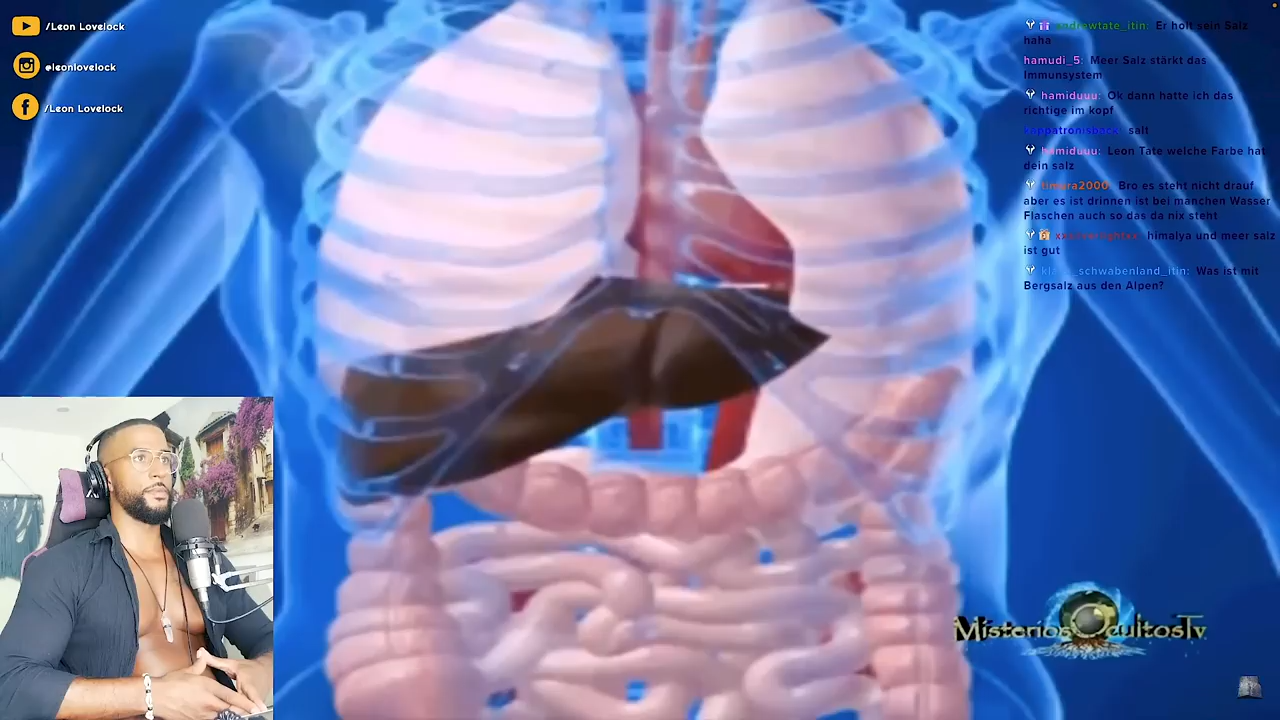 /Leon Lovelock
@leonlovelock
/Leon Lovelock
andrewtate_itin: Er holt sein Salz
haha
hamudi_5: Meer Salz stärkt das
Immunsystem
hamiduuu: Ok dann hatte ich das
richtige im kopf
kappatronisback: salt
hamiduuu: Leon Tate welche Farbe hat
dein salz
Bro es steht nicht drauf
aber es ist drinnen ist bei manchen Wasser
Flaschen auch so das da nix steht
himalya und meer salz
ist gut
schwabenland_itin: Was ist mit
Bergsalz aus den Alpen?
MisteriosOcultosTv